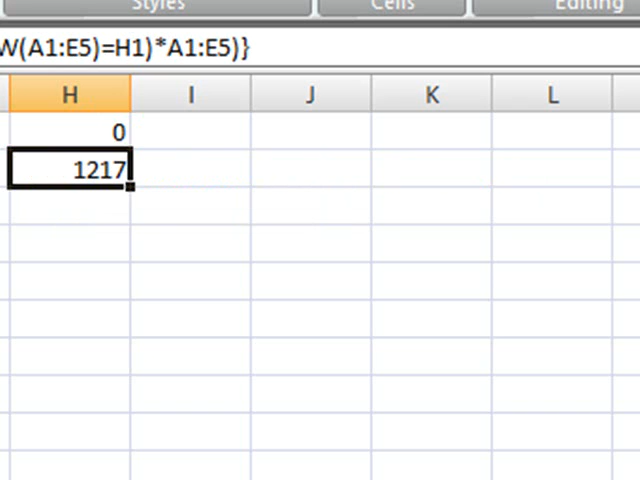 Styles Cells Editing
W(A1:E5)=H1)*A1:E5)}
H I J K L
0
1217